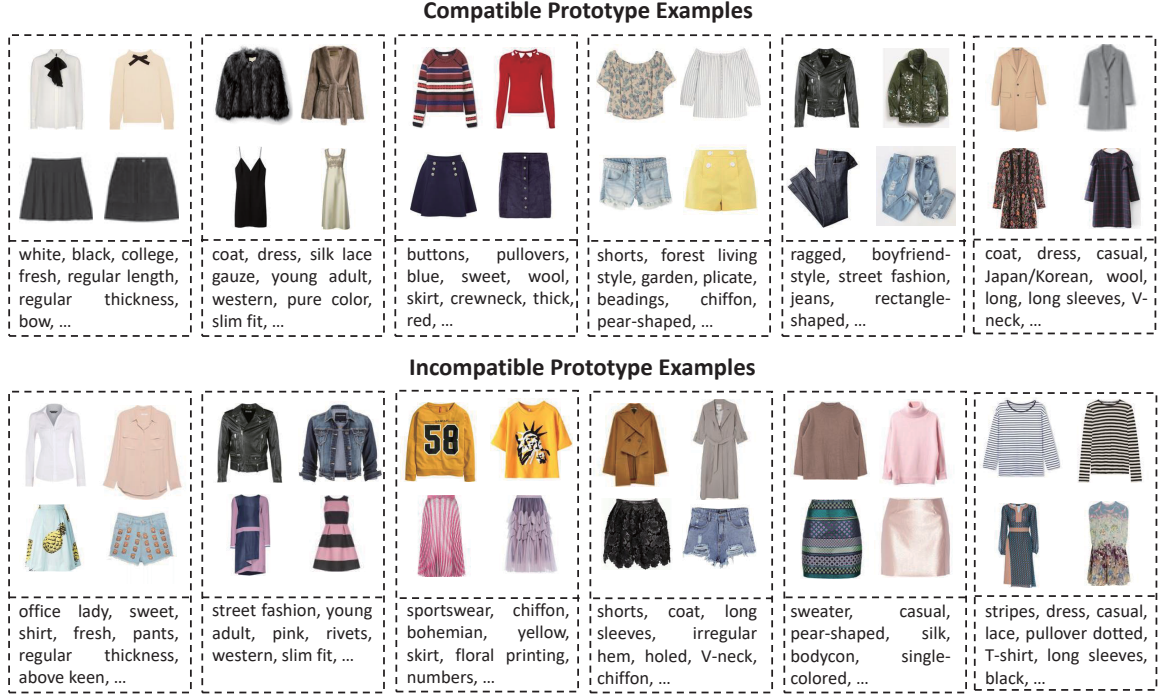 Compatible Prototype Examples
white, black, college,
fresh, regular length,
regular thickness,
bow, ...
coat, dress, silk lace
gauze, young adult,
western, pure color,
slim fit, ...
buttons, pullovers,
blue, sweet, wool,
skirt, crewneck, thick,
red, ...
shorts, forest living
style, garden, plicate,
beadings, chiffon,
pear-shaped, ...
ragged, boyfriend-
style, street fashion,
jeans, rectangle-
shaped, ...
coat, dress, casual,
Japan/Korean, wool,
long, long sleeves, V-
neck, ...
Incompatible Prototype Examples
58
office lady, sweet,
shirt, fresh, pants,
regular thickness,
above keen, ...
street fashion, young
adult, pink, rivets,
western, slim fit, ...
sportswear, chiffon,
bohemian, yellow,
skirt, floral printing,
numbers, ...
shorts, coat, long
sleeves, irregular
hem, holed, V-neck,
chiffon, ...
sweater, casual,
pear-shaped, silk,
bodycon, single-
colored, ...
stripes, dress, casual,
lace, pullover dotted,
T-shirt, long sleeves,
black, ...